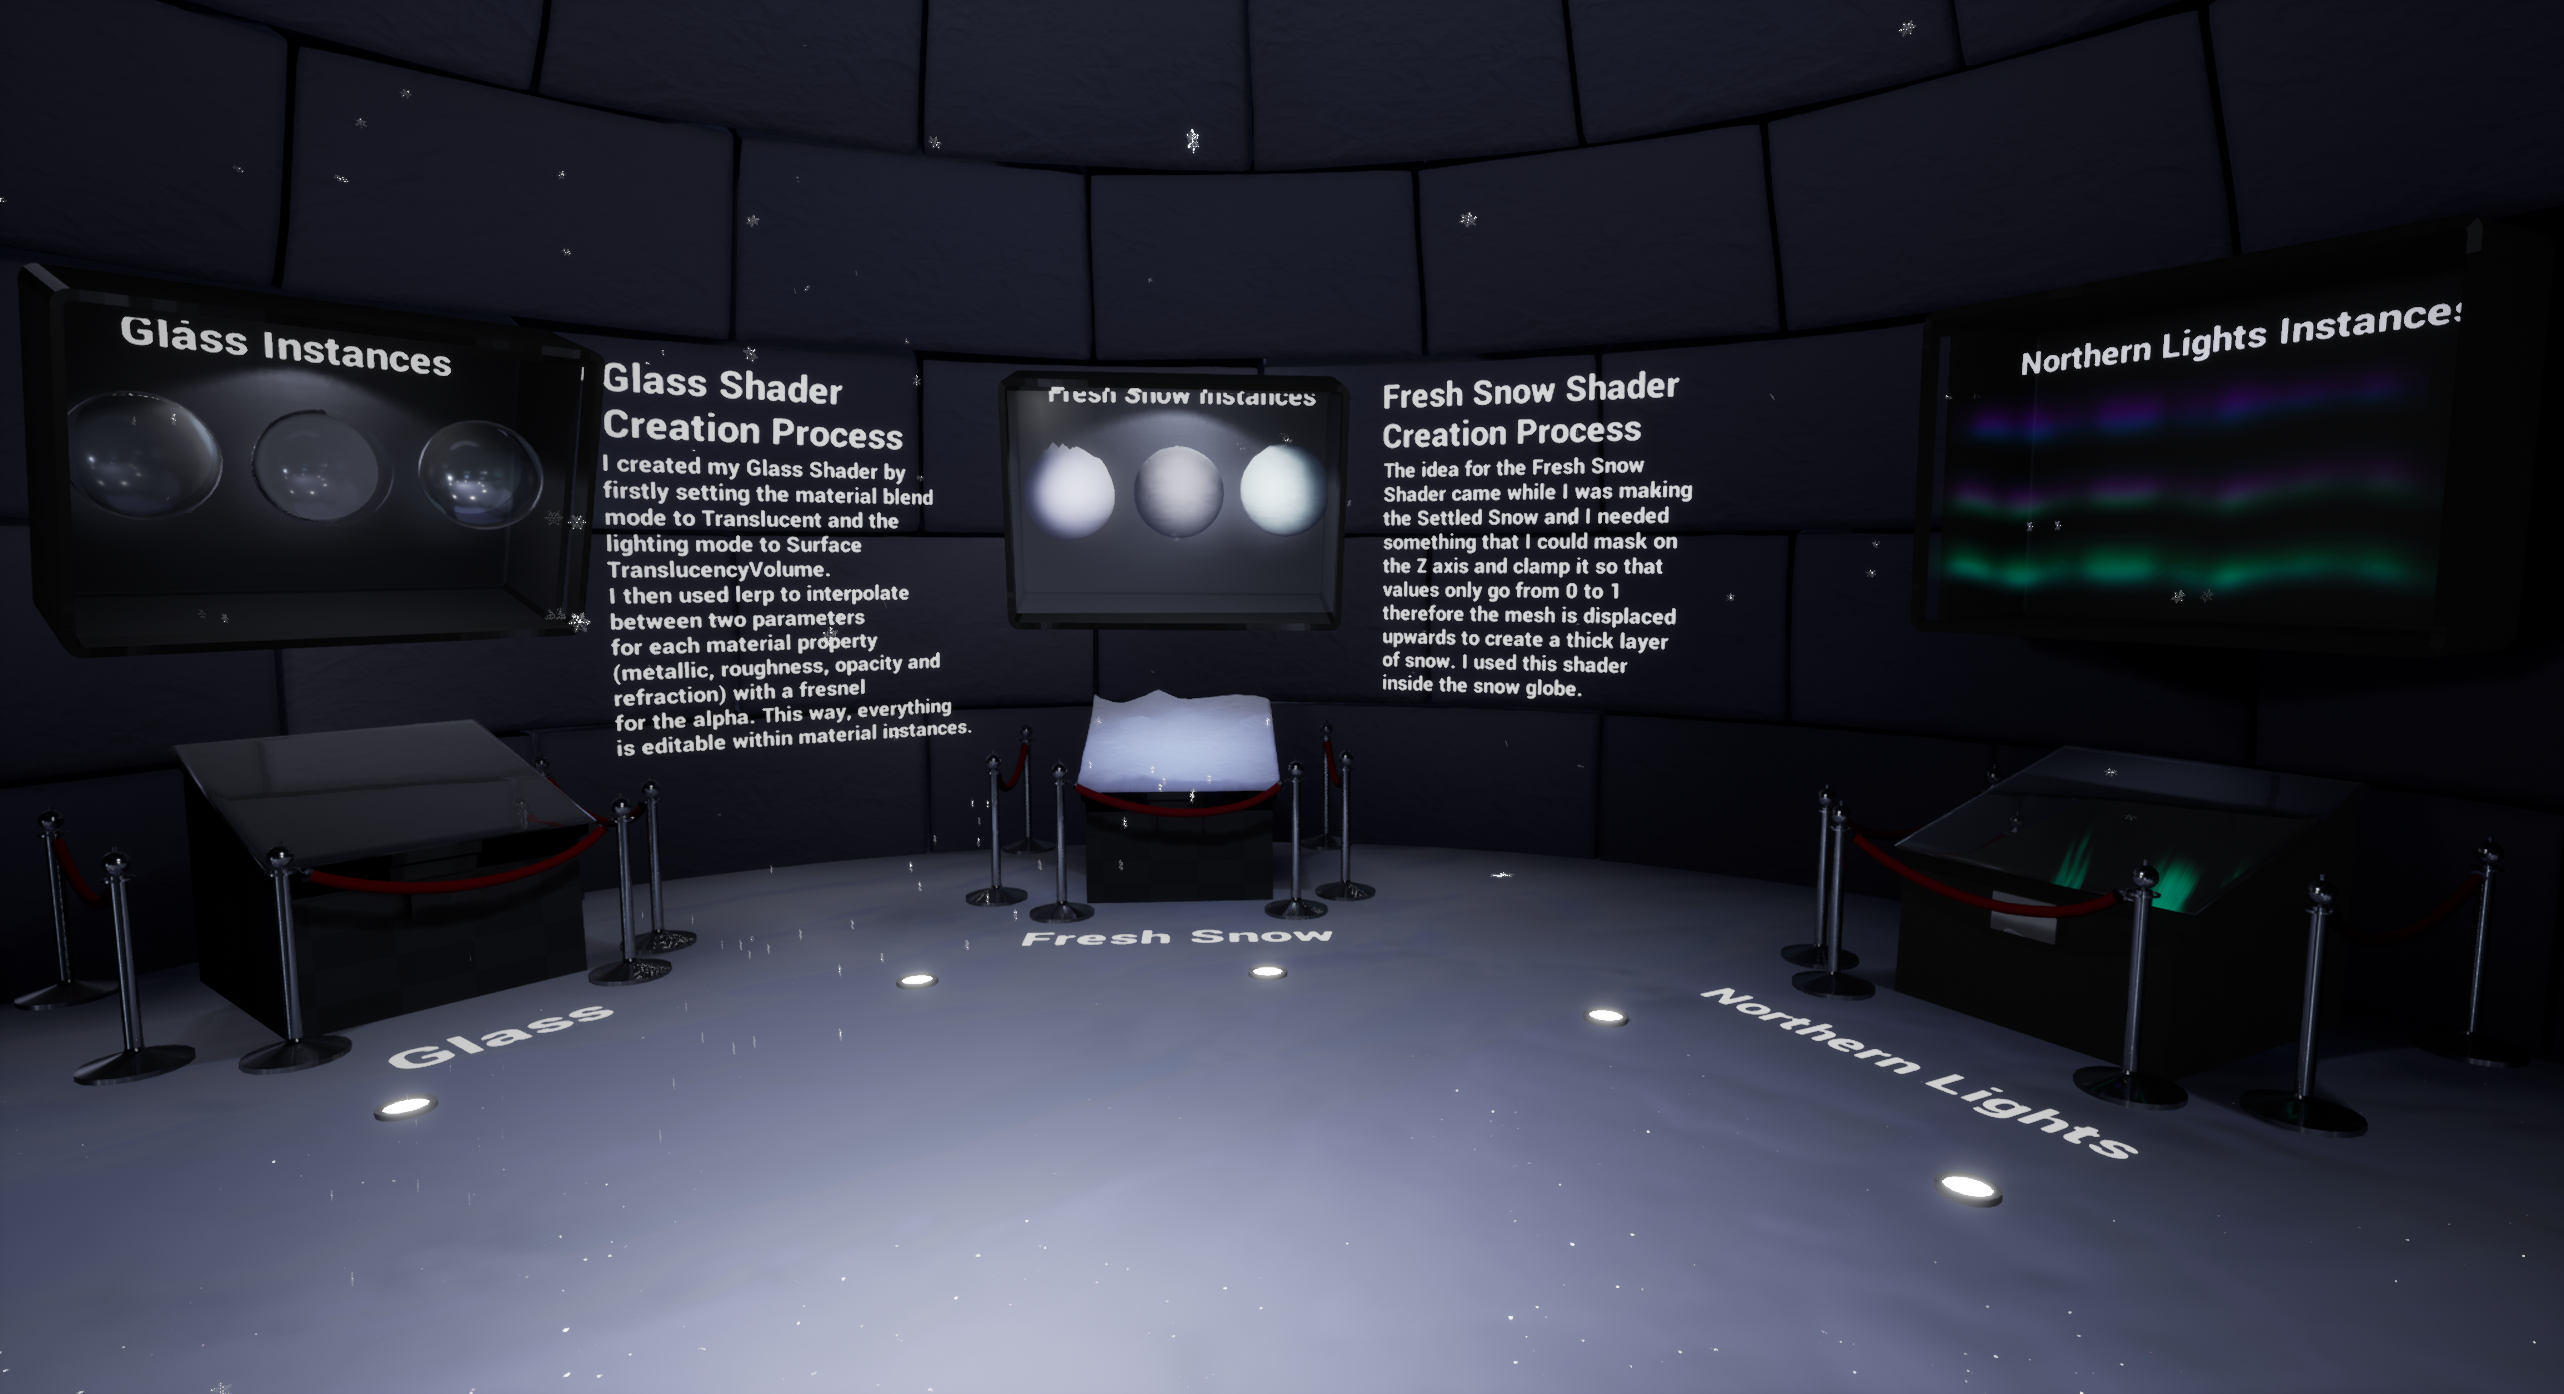 Glass Instances
Glass Shader
Creation Process
I created my Glass Shader by
firstly setting the material blend
mode to Translucent and the
lighting mode to Surface
TranslucencyVolume.
I then used lerp to interpolate
between two parameters
for each material property
(metallic, roughness, opacity and
refraction) with a fresnel
for the alpha. This way, everything
is editable within material instances.
Fresh Snow Instances
Fresh Snow Shader
Creation Process
The idea for the Fresh Snow
Shader came while I was making
the Settled Snow and I needed
something that I could mask on
the Z axis and clamp it so that
values only go from 0 to 1
therefore the mesh is displaced
upwards to create a thick layer
of snow. I used this shader
inside the snow globe.
Northern Lights Instances
Glass
Fresh Snow
Northern Lights